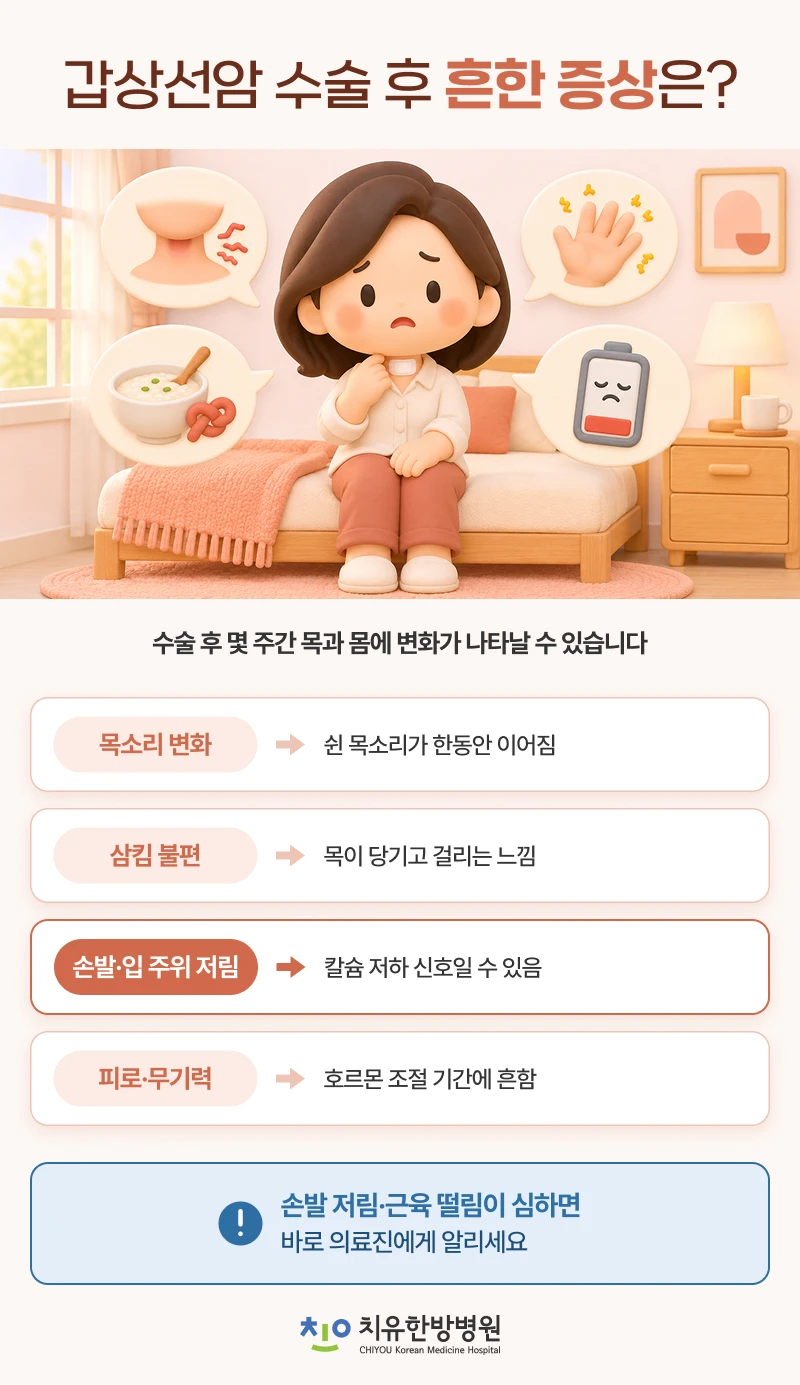 갑상선암 수술 후 흔한 증상은?
수술 후 몇 주간 목과 몸에 변화가 나타날 수 있습니다
목소리 변화 → 쉰 목소리가 한동안 이어짐
삼킴 불편 → 목이 당기고 걸리는 느낌
손발·입 주위 저림 → 칼슘 저하 신호일 수 있음
피로·무기력 → 호르몬 조절 기간에 흔함
손발 저림·근육 떨림이 심하면
바로 의료진에게 알리세요
치유한방병원
CHIYOU Korean Medicine Hospital